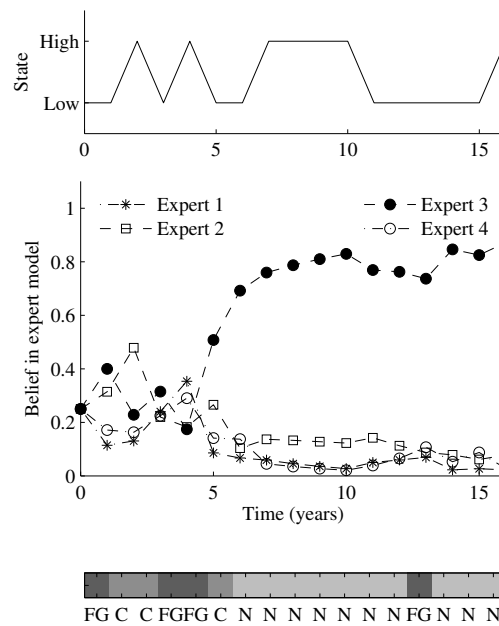 High
State
Low
0 5 10 15
1
Expert 1 Expert 3
Expert 2 Expert 4
0.8
Belief in expert model
0.6
0.4
0.2
0
0 5 10 15
Time (years)
FG C C FGFG C N N N N N N N FG N N N